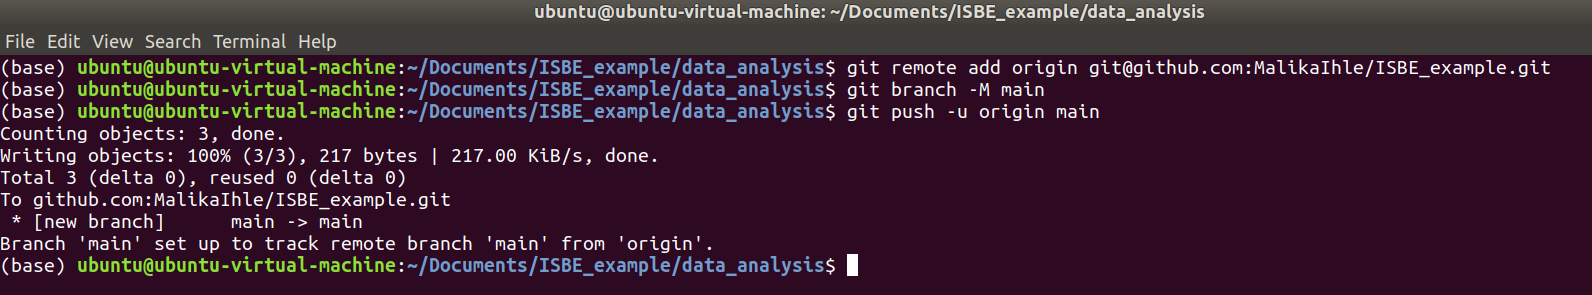 ubuntu@ubuntu-virtual-machine: ~/Documents/ISBE_example/data_analysis
File Edit View Search Terminal Help
(base) ubuntu@ubuntu-virtual-machine:~/Documents/ISBE_example/data_analysis$ git remote add origin git@github.com:MalikaIhle/ISBE_example.git
(base) ubuntu@ubuntu-virtual-machine:~/Documents/ISBE_example/data_analysis$ git branch -M main
(base) ubuntu@ubuntu-virtual-machine:~/Documents/ISBE_example/data_analysis$ git push -u origin main
Counting objects: 3, done.
Writing objects: 100% (3/3), 217 bytes | 217.00 KiB/s, done.
Total 3 (delta 0), reused 0 (delta 0)
To github.com:MalikaIhle/ISBE_example.git
 * [new branch]      main -> main
Branch 'main' set up to track remote branch 'main' from 'origin'.
(base) ubuntu@ubuntu-virtual-machine:~/Documents/ISBE_example/data_analysis$